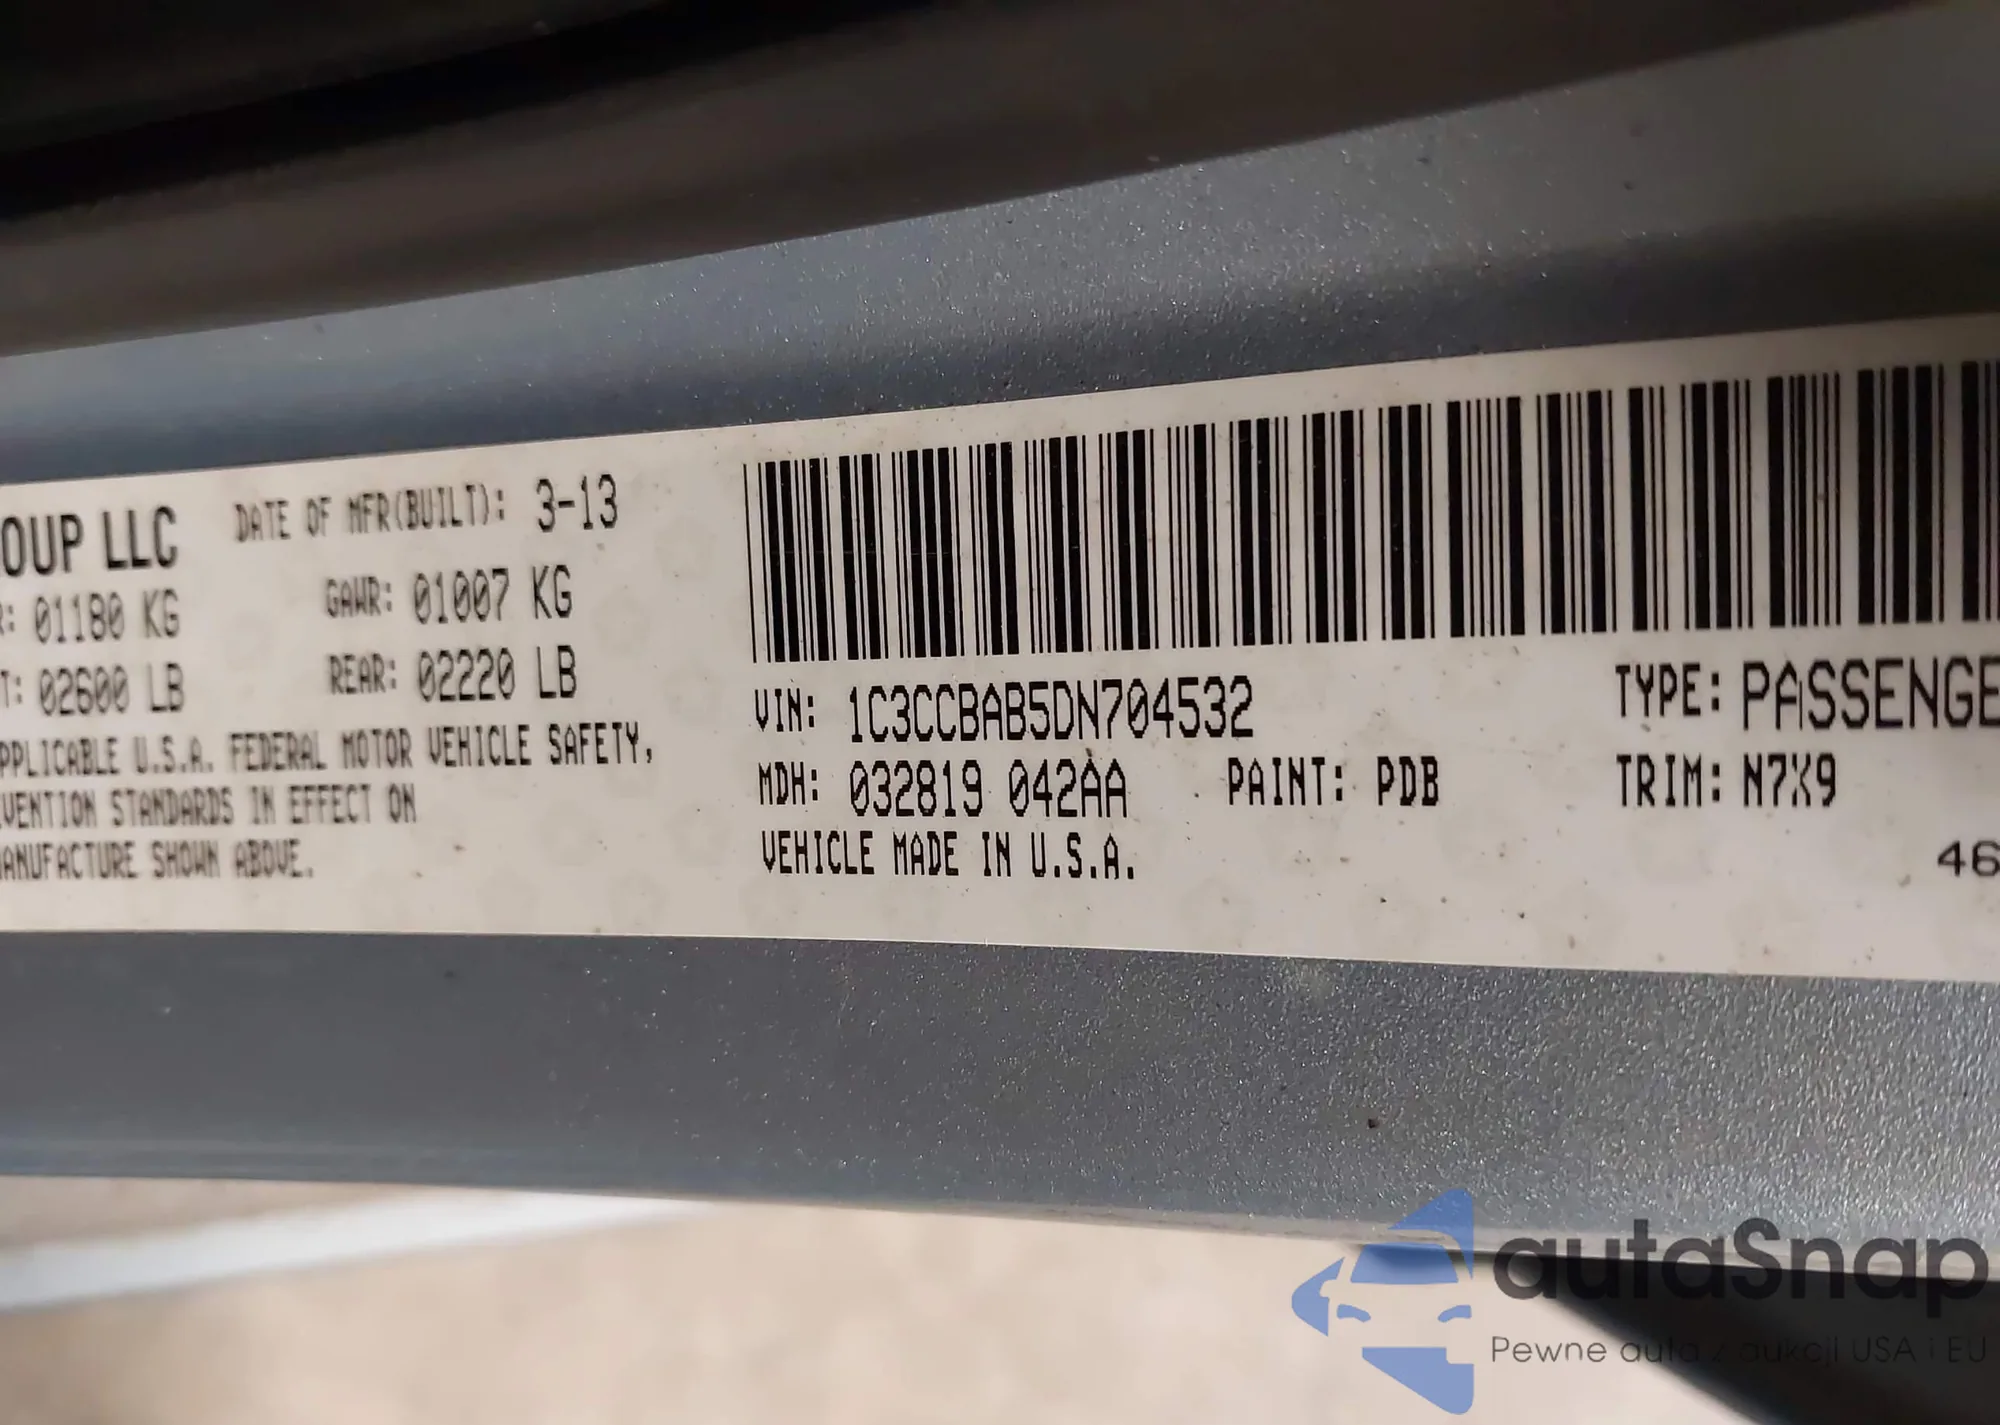 OUP LLC DATE OF MFR(BUILT): 3-13
R: 01180 KG GAWR: 01007 KG
T: 02600 LB REAR: 02220 LB
PPLICABLE U.S.A. FEDERAL MOTOR VEHICLE SAFETY,
VENTION STANDARDS IN EFFECT ON
MANUFACTURE SHOWN ABOVE.
VIN: 1C3CCBAB5DN704532 TYPE: PASSENGE
MDH: 032819 042AA PAINT: PDB TRIM: N7X9
VEHICLE MADE IN U.S.A.
46
autaSnap
Pewne auta z aukcji USA i EU